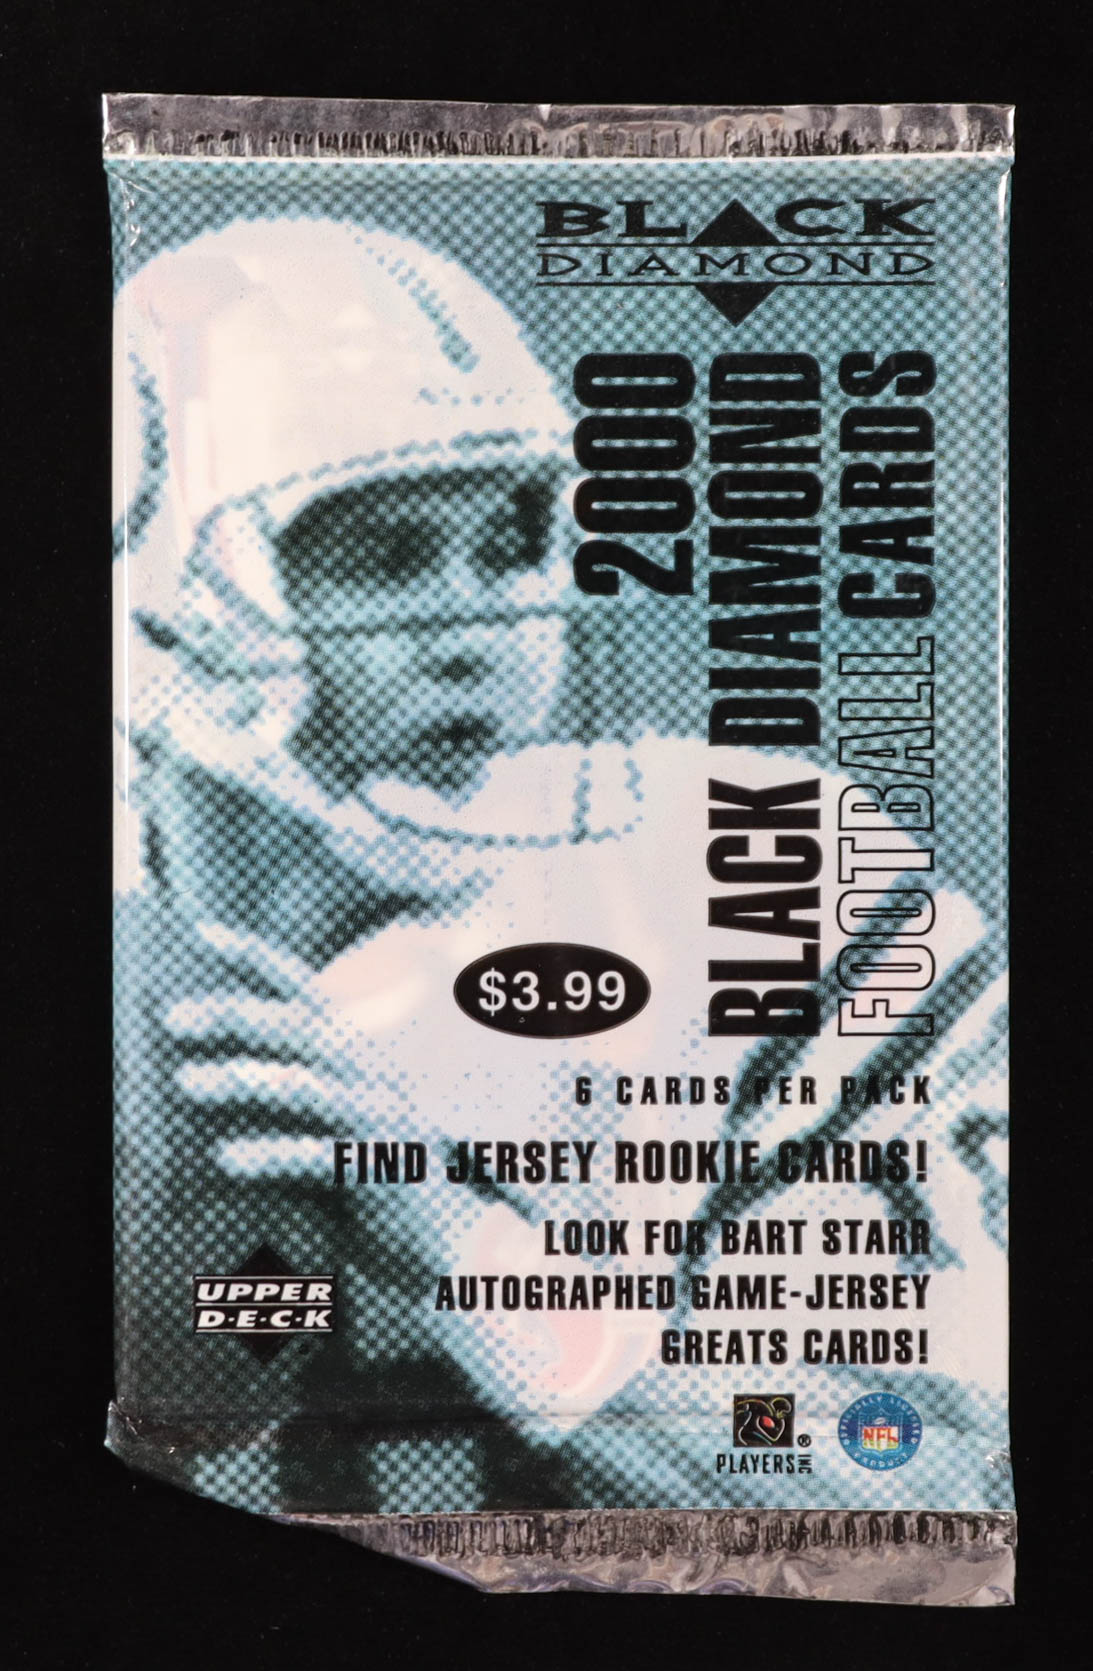 BLACK
DIAMOND
2000
BLACK DIAMOND
FOOTBALL CARDS
$3.99
6 CARDS PER PACK
FIND JERSEY ROOKIE CARDS!
LOOK FOR BART STARR
AUTOGRAPHED GAME-JERSEY
GREATS CARDS!
UPPER
D·E·C·K
PLAYERS INC ®
NFL